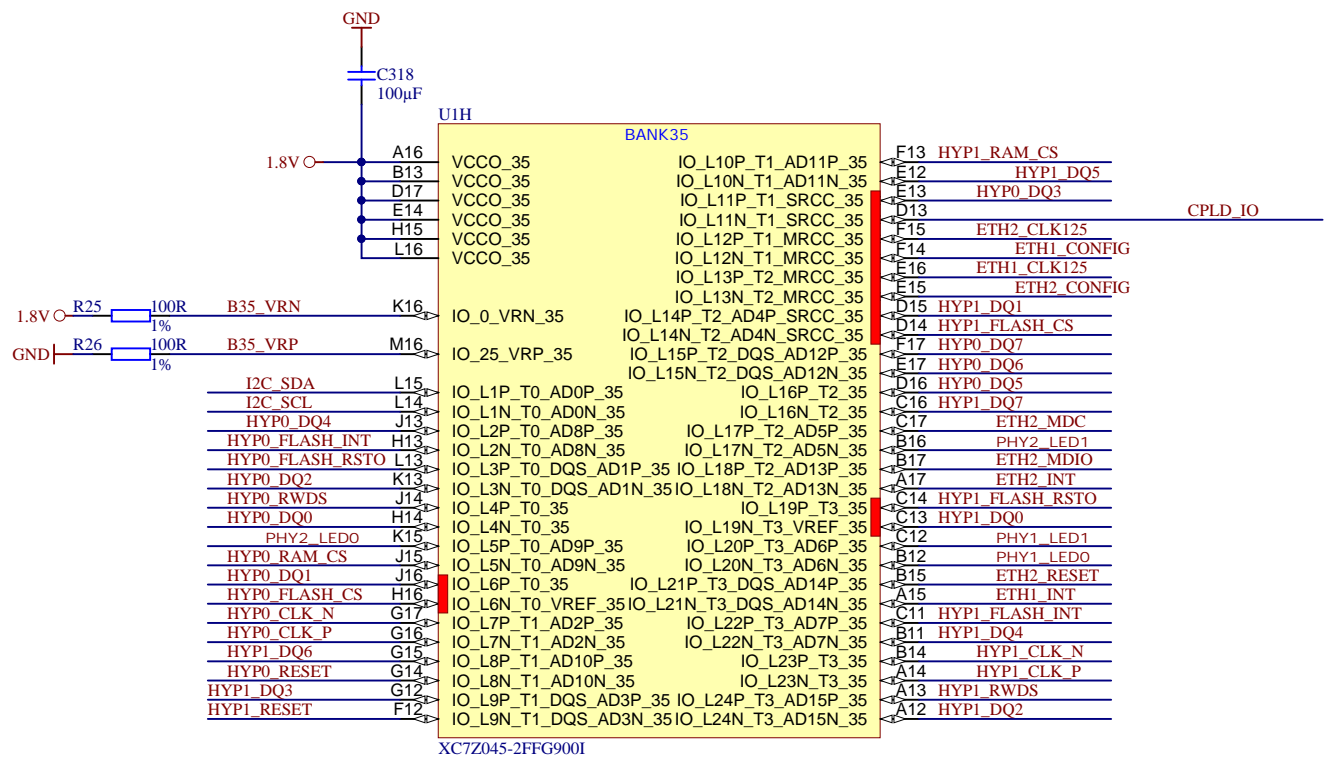 GND
C318
100µF
U1H
BANK35
1.8V
A16 VCCO_35
B13 VCCO_35
D17 VCCO_35
E14 VCCO_35
H15 VCCO_35
L16 VCCO_35
1.8V R25 100R 1% B35_VRN K16 IO_0_VRN_35
GND R26 100R 1% B35_VRP M16 IO_25_VRP_35
I2C_SDA L15 IO_L1P_T0_AD0P_35
I2C_SCL L14 IO_L1N_T0_AD0N_35
HYP0_DQ4 J13 IO_L2P_T0_AD8P_35
HYP0_FLASH_INT H13 IO_L2N_T0_AD8N_35
HYP0_FLASH_RSTO L13 IO_L3P_T0_DQS_AD1P_35
HYP0_DQ2 K13 IO_L3N_T0_DQS_AD1N_35
HYP0_RWDS J14 IO_L4P_T0_35
HYP0_DQ0 H14 IO_L4N_T0_35
PHY2_LED0 K15 IO_L5P_T0_AD9P_35
HYP0_RAM_CS J15 IO_L5N_T0_AD9N_35
HYP0_DQ1 J16 IO_L6P_T0_35
HYP0_FLASH_CS H16 IO_L6N_T0_VREF_35
HYP0_CLK_N G17 IO_L7P_T1_AD2P_35
HYP0_CLK_P G16 IO_L7N_T1_AD2N_35
HYP1_DQ6 G15 IO_L8P_T1_AD10P_35
HYP0_RESET G14 IO_L8N_T1_AD10N_35
HYP1_DQ3 G12 IO_L9P_T1_DQS_AD3P_35
HYP1_RESET F12 IO_L9N_T1_DQS_AD3N_35
IO_L10P_T1_AD11P_35 F13 HYP1_RAM_CS
IO_L10N_T1_AD11N_35 E12 HYP1_DQ5
IO_L11P_T1_SRCC_35 E13 HYP0_DQ3
IO_L11N_T1_SRCC_35 D13 CPLD_IO
IO_L12P_T1_MRCC_35 F15 ETH2_CLK125
IO_L12N_T1_MRCC_35 F14 ETH1_CONFIG
IO_L13P_T2_MRCC_35 E16 ETH1_CLK125
IO_L13N_T2_MRCC_35 E15 ETH2_CONFIG
IO_L14P_T2_AD4P_SRCC_35 D15 HYP1_DQ1
IO_L14N_T2_AD4N_SRCC_35 D14 HYP1_FLASH_CS
IO_L15P_T2_DQS_AD12P_35 F17 HYP0_DQ7
IO_L15N_T2_DQS_AD12N_35 E17 HYP0_DQ6
IO_L16P_T2_35 D16 HYP0_DQ5
IO_L16N_T2_35 C16 HYP1_DQ7
IO_L17P_T2_AD5P_35 C17 ETH2_MDC
IO_L17N_T2_AD5N_35 B16 PHY2_LED1
IO_L18P_T2_AD13P_35 B17 ETH2_MDIO
IO_L18N_T2_AD13N_35 A17 ETH2_INT
IO_L19P_T3_35 C14 HYP1_FLASH_RSTO
IO_L19N_T3_VREF_35 C13 HYP1_DQ0
IO_L20P_T3_AD6P_35 C12 PHY1_LED1
IO_L20N_T3_AD6N_35 B12 PHY1_LED0
IO_L21P_T3_DQS_AD14P_35 B15 ETH2_RESET
IO_L21N_T3_DQS_AD14N_35 A15 ETH1_INT
IO_L22P_T3_AD7P_35 C11 HYP1_FLASH_INT
IO_L22N_T3_AD7N_35 B11 HYP1_DQ4
IO_L23P_T3_35 B14 HYP1_CLK_N
IO_L23N_T3_35 A14 HYP1_CLK_P
IO_L24P_T3_AD15P_35 A13 HYP1_RWDS
IO_L24N_T3_AD15N_35 A12 HYP1_DQ2
XC7Z045-2FFG900I